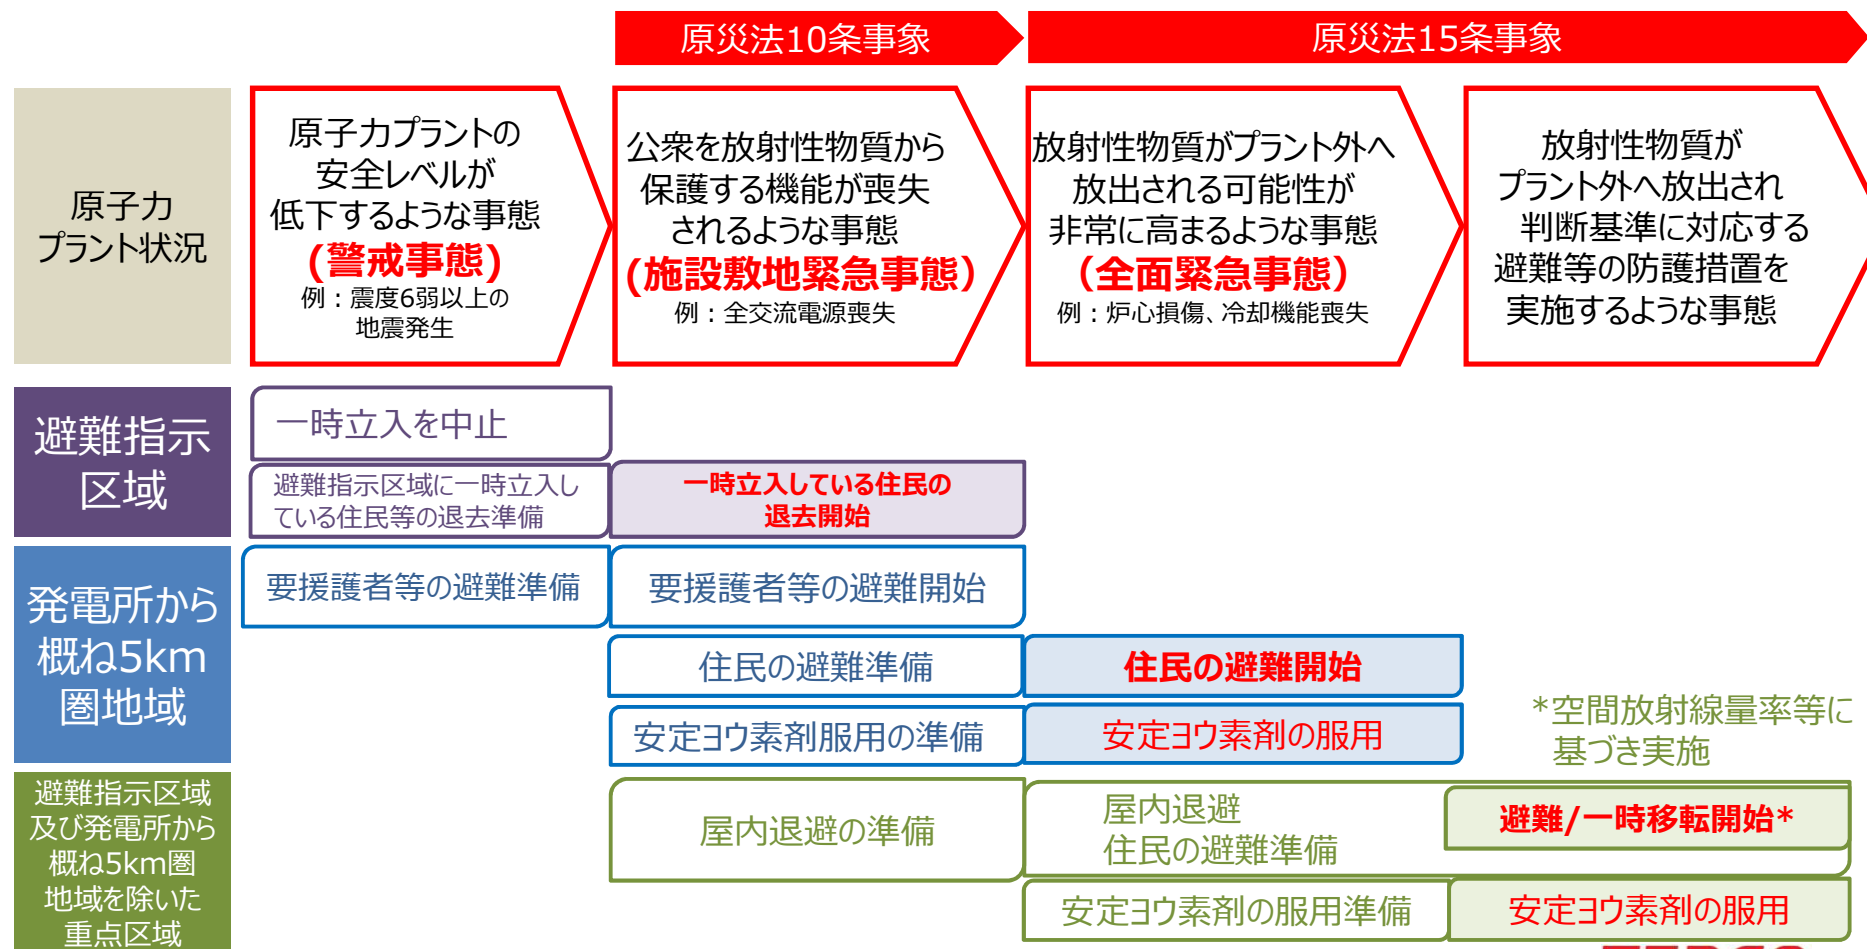 原災法10条事象
原災法15条事象
原子力
プラント状況
原子力プラントの
安全レベルが
低下するような事態
(警戒事態)
例：震度6弱以上の
地震発生
公衆を放射性物質から
保護する機能が喪失
されるような事態
(施設敷地緊急事態）
例：全交流電源喪失
放射性物質がプラント外へ
放出される可能性が
非常に高まるような事態
（全面緊急事態）
例：炉心損傷、冷却機能喪失
放射性物質が
プラント外へ放出され
判断基準に対応する
避難等の防護措置を
実施するような事態
避難指示
区域
一時立入を中止
避難指示区域に一時立入し
ている住民等の退去準備
一時立入している住民の
退去開始
発電所から
概ね5km
圏地域
要援護者等の避難準備
要援護者等の避難開始
住民の避難準備
住民の避難開始
安定ヨウ素剤服用の準備
安定ヨウ素剤の服用
*空間放射線量率等に
基づき実施
避難指示区域
及び発電所から
概ね5km圏
地域を除いた
重点区域
屋内退避の準備
屋内退避
住民の避難準備
避難/一時移転開始*
安定ヨウ素剤の服用準備
安定ヨウ素剤の服用